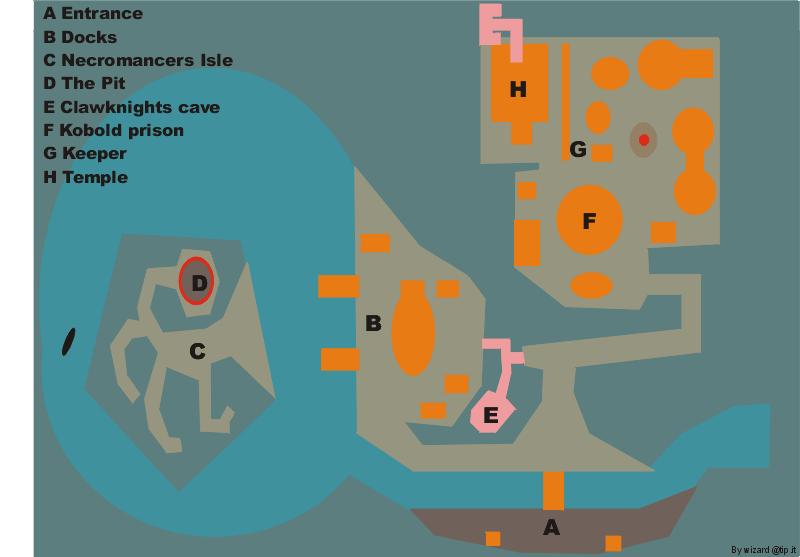 A Entrance
B Docks
C Necromancers Isle
D The Pit
E Clawknights cave
F Kobold prison
G Keeper
H Temple
H
G
F
D
B
C
E
A
By wizard @tip.it